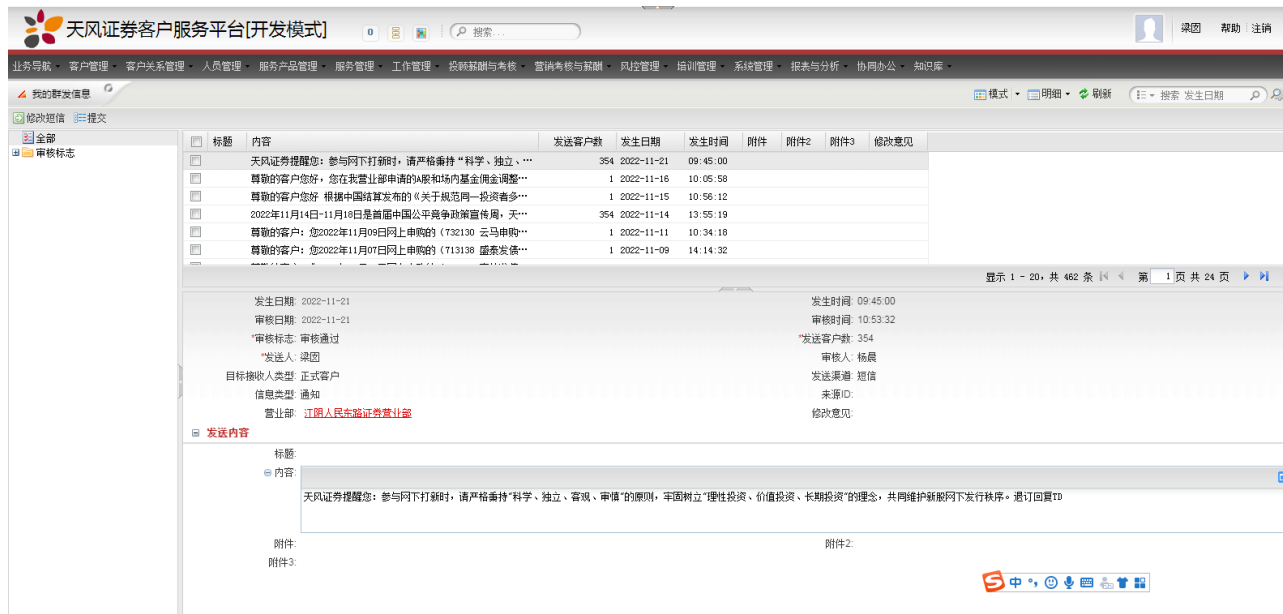 天风证券客户服务平台[开发模式]
0
搜索...
梁囡 帮助 注销
业务导航 客户管理 客户关系管理 人员管理 服务产品管理 服务管理 工作管理 投顾薪酬与考核 营销考核与薪酬 风控管理 培训管理 系统管理 报表与分析 协同办公 知识库
我的群发信息
模式 明细 刷新 搜索 发生日期
修改短信 提交
全部
审核标志
标题 内容 发送客户数 发生日期 发生时间 附件 附件2 附件3 修改意见
天风证券提醒您：参与网下打新时，请严格秉持“科学、独立、… 354 2022-11-21 09:45:00
尊敬的客户您好，您在我营业部申请的A股和场内基金佣金调整… 1 2022-11-16 10:05:58
尊敬的客户您好 根据中国结算发布的《关于规范同一投资者多… 1 2022-11-15 10:56:12
2022年11月14日-11月18日是首届中国公平竞争政策宣传周，天… 354 2022-11-14 13:55:19
尊敬的客户：您2022年11月09日网上申购的（732130 云马申购… 1 2022-11-11 10:34:18
尊敬的客户：您2022年11月07日网上申购的（713138 盛泰发债… 1 2022-11-09 14:14:32
显示 1 - 20，共 462 条 第 1 页 共 24 页
发生日期: 2022-11-21 发生时间: 09:45:00
审核日期: 2022-11-21 审核时间: 10:53:32
*审核标志: 审核通过 *发送客户数: 354
*发送人: 梁囡 审核人: 杨晨
目标接收人类型: 正式客户 发送渠道: 短信
信息类型: 通知 来源ID:
营业部: 江阴人民东路证券营业部 修改意见:
发送内容
标题:
内容:
天风证券提醒您：参与网下打新时，请严格秉持“科学、独立、客观、审慎”的原则，牢固树立“理性投资、价值投资、长期投资”的理念，共同维护新股网下发行秩序。退订回复TD
附件: 附件2:
附件3:
中